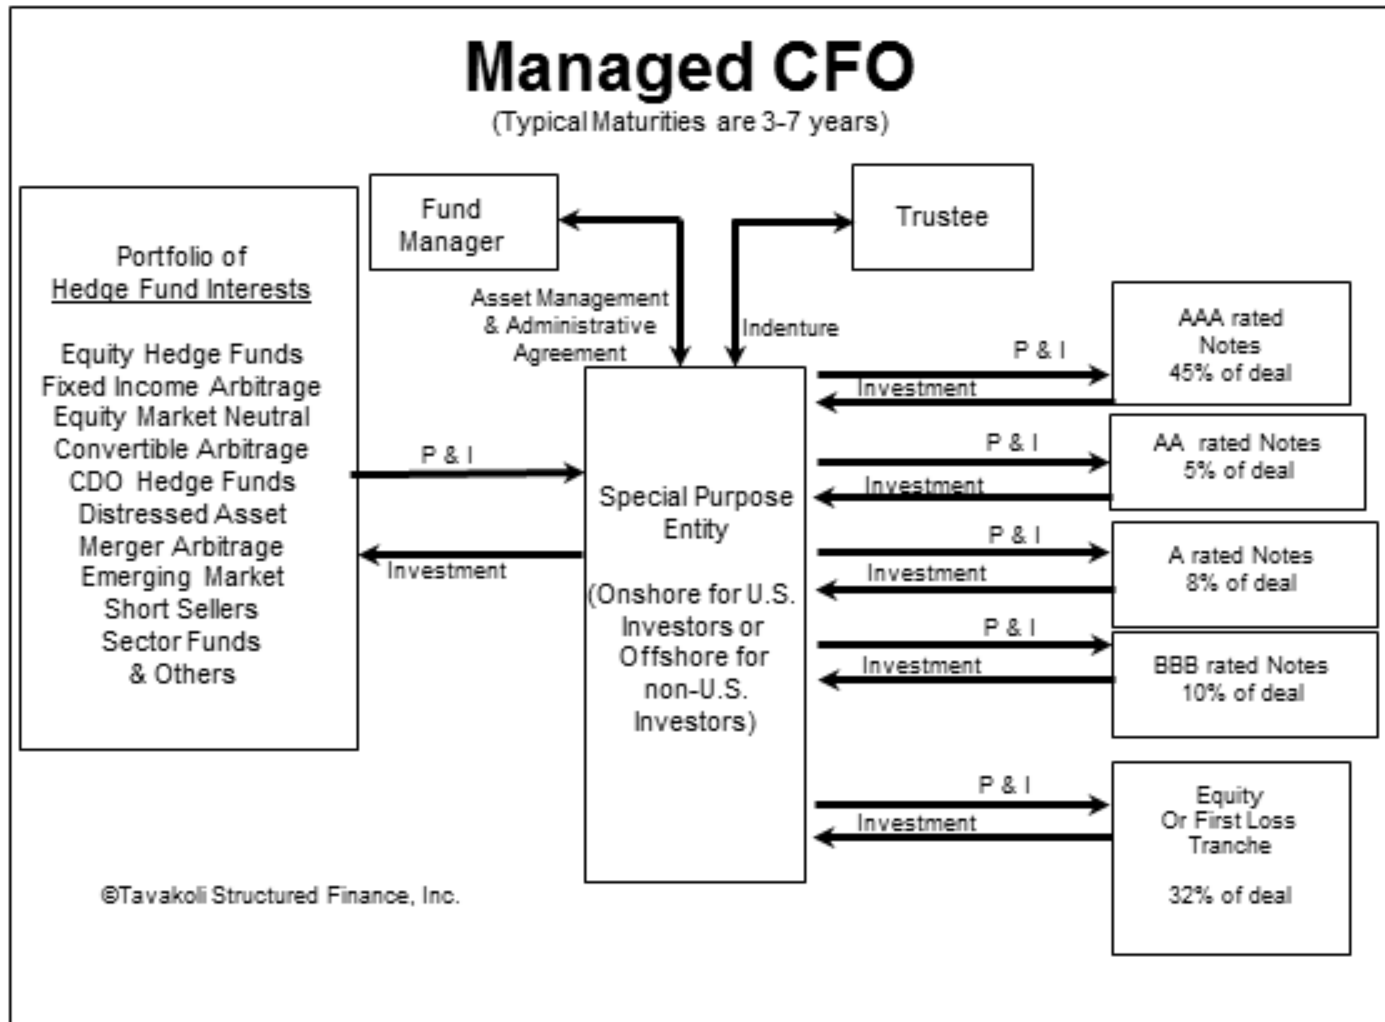 Managed CFO
(Typical Maturities are 3-7 years)
Portfolio of
Hedge Fund Interests
Equity Hedge Funds
Fixed Income Arbitrage
Equity Market Neutral
Convertible Arbitrage
CDO Hedge Funds
Distressed Asset
Merger Arbitrage
Emerging Market
Short Sellers
Sector Funds
& Others
Fund
Manager
Trustee
Asset Management
& Administrative
Agreement
Indenture
P & I
Investment
Special Purpose
Entity
(Onshore for U.S.
Investors or
Offshore for
non-U.S.
Investors)
P & I
Investment
AAA rated
Notes
45% of deal
P & I
Investment
AA rated Notes
5% of deal
P & I
Investment
A rated Notes
8% of deal
P & I
Investment
BBB rated Notes
10% of deal
P & I
Investment
Equity
Or First Loss
Tranche
32% of deal
©Tavakoli Structured Finance, Inc.